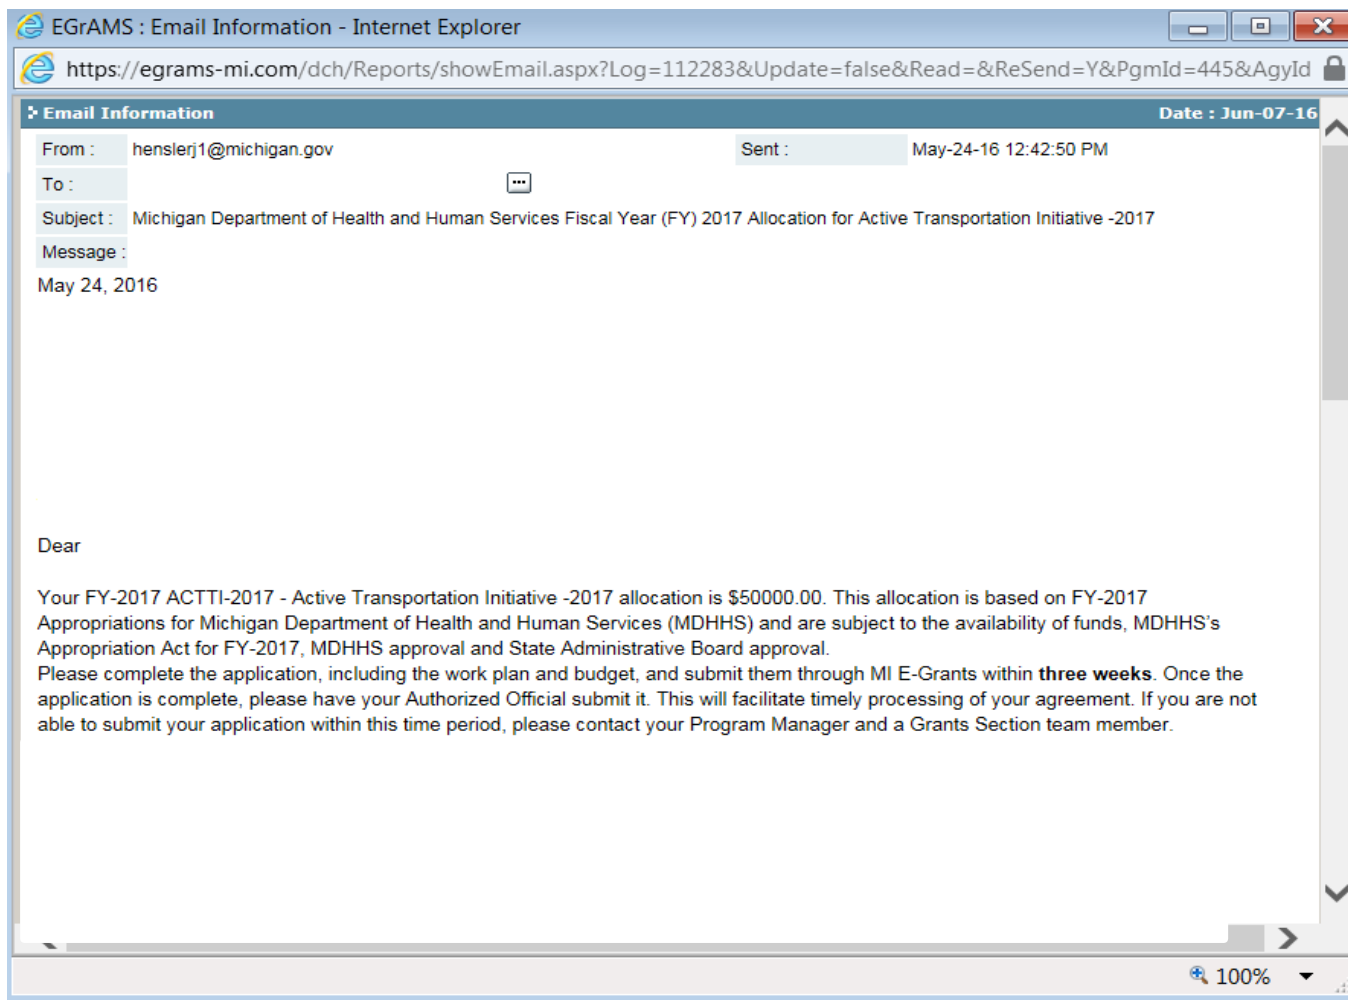 EGrAMS : Email Information - Internet Explorer
https://egrams-mi.com/dch/Reports/showEmail.aspx?Log=112283&Update=false&Read=&ReSend=Y&PgmId=445&AgyId
Email Information Date : Jun-07-16
From : henslerj1@michigan.gov Sent : May-24-16 12:42:50 PM
To : ...
Subject : Michigan Department of Health and Human Services Fiscal Year (FY) 2017 Allocation for Active Transportation Initiative -2017
Message :
May 24, 2016
Dear
Your FY-2017 ACTTI-2017 - Active Transportation Initiative -2017 allocation is $50000.00. This allocation is based on FY-2017
Appropriations for Michigan Department of Health and Human Services (MDHHS) and are subject to the availability of funds, MDHHS's
Appropriation Act for FY-2017, MDHHS approval and State Administrative Board approval.
Please complete the application, including the work plan and budget, and submit them through MI E-Grants within three weeks. Once the
application is complete, please have your Authorized Official submit it. This will facilitate timely processing of your agreement. If you are not
able to submit your application within this time period, please contact your Program Manager and a Grants Section team member.
100%